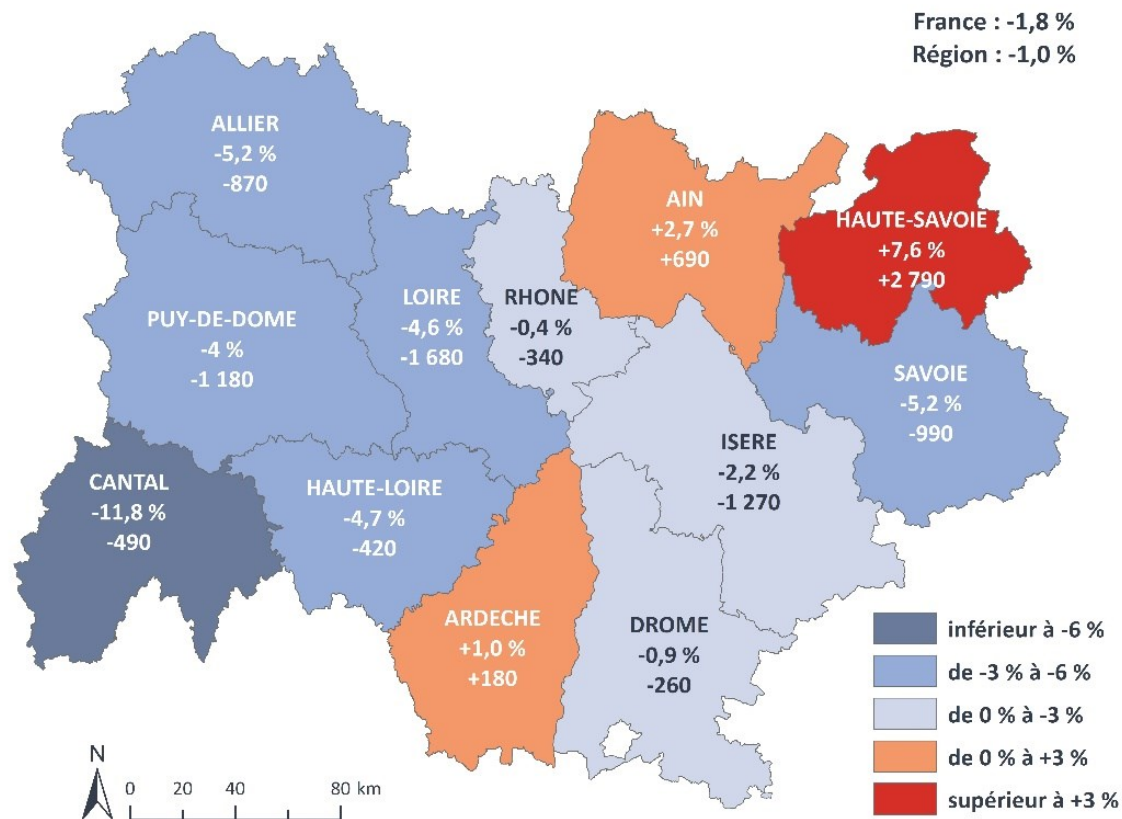 France : -1,8 %
Région : -1,0 %
ALLIER
-5,2 %
-870
AIN
+2,7 %
+690
HAUTE-SAVOIE
+7,6 %
+2 790
PUY-DE-DOME
-4 %
-1 180
LOIRE
-4,6 %
-1 680
RHONE
-0,4 %
-340
SAVOIE
-5,2 %
-990
ISERE
-2,2 %
-1 270
CANTAL
-11,8 %
-490
HAUTE-LOIRE
-4,7 %
-420
ARDECHE
+1,0 %
+180
DROME
-0,9 %
-260
inférieur à -6 %
de -3 % à -6 %
de 0 % à -3 %
de 0 % à +3 %
supérieur à +3 %
N
0 20 40 80 km